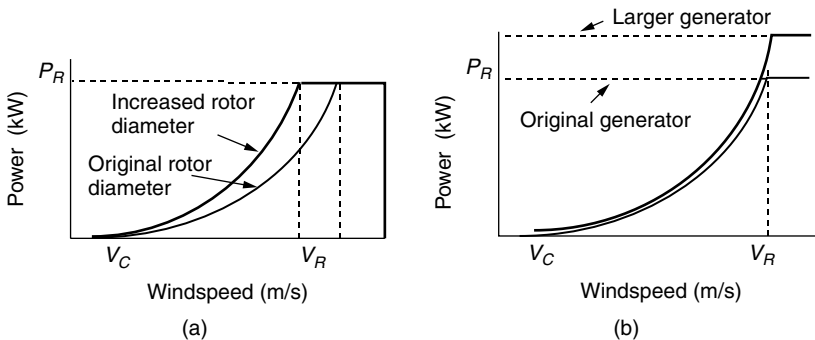 P_R
Increased rotor
diameter
Original rotor
diameter
Power (kW)
V_C
V_R
Windspeed (m/s)
(a)
Larger generator
P_R
Original generator
Power (kW)
V_C
V_R
Windspeed (m/s)
(b)